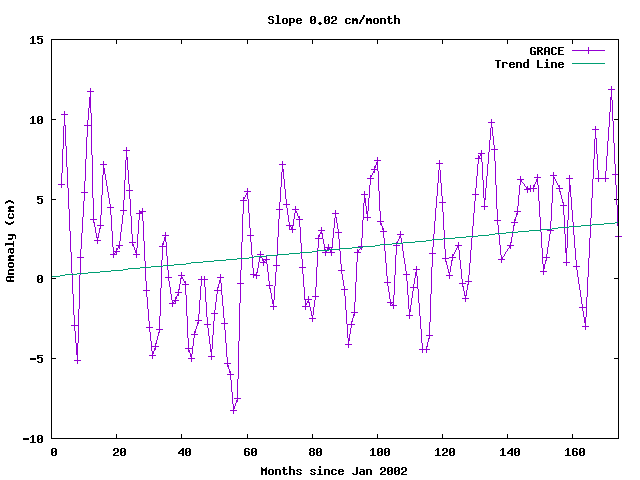 Slope 0.02 cm/month
15
GRACE
Trend Line
10
5
Anomaly (cm)
0
-5
-10
0 20 40 60 80 100 120 140 160
Months since Jan 2002